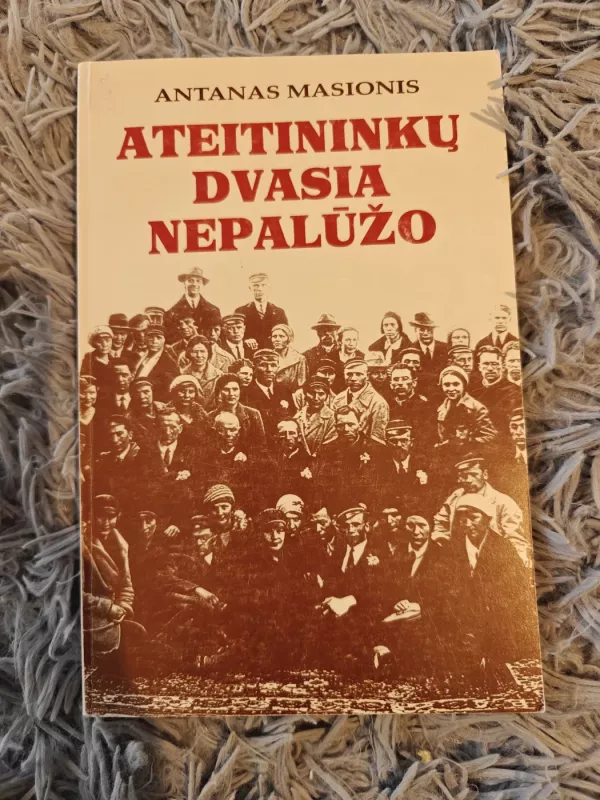 ANTANAS MASIONIS
ATEITININKŲ
DVASIA
NEPALŪŽO